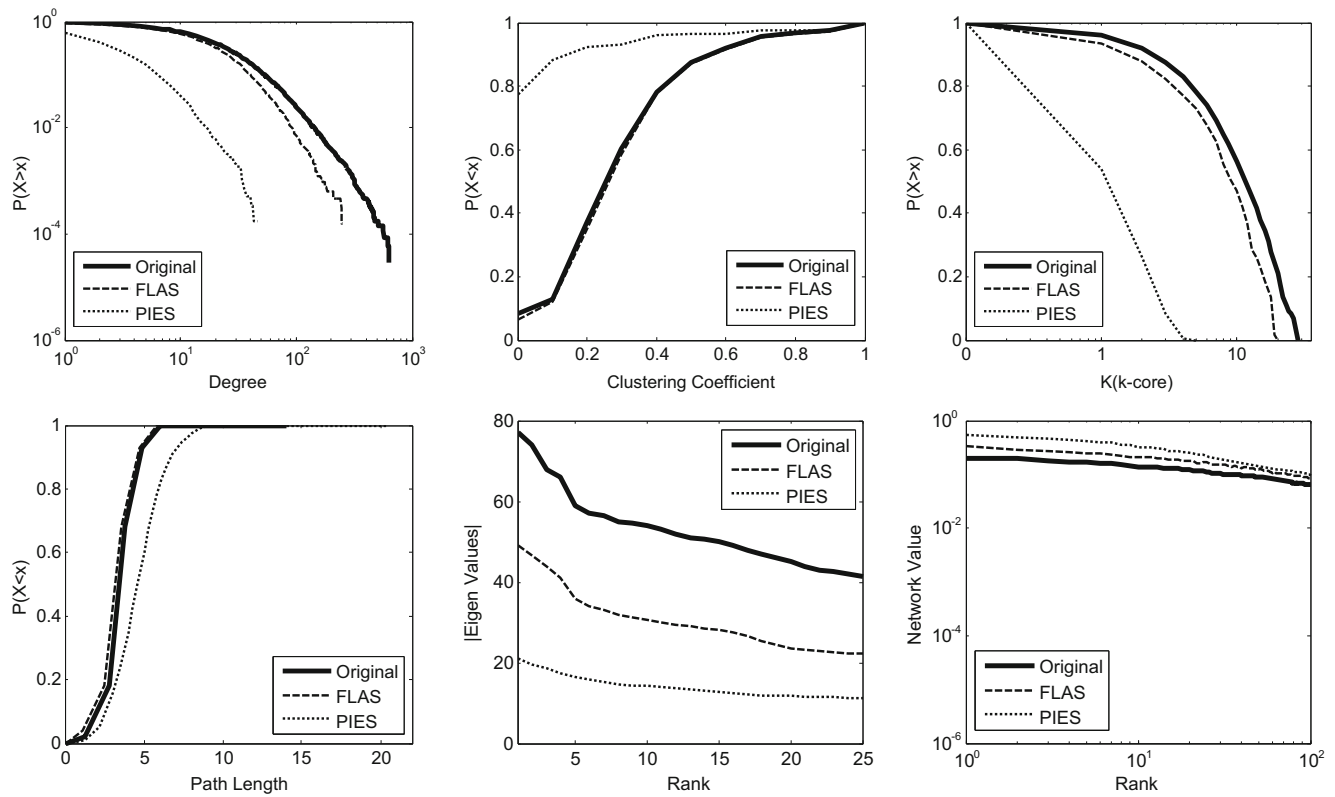 10^0
10^-2
10^-4
10^-6
P(X>x)
Original
FLAS
PIES
10^0 10^1 10^2 10^3
Degree
1
0.8
0.6
0.4
0.2
0
P(X<x)
Original
FLAS
PIES
0 0.2 0.4 0.6 0.8 1
Clustering Coefficient
1
0.8
0.6
0.4
0.2
0
P(X>x)
Original
FLAS
PIES
0 1 10
K(k-core)
1
0.8
0.6
0.4
0.2
0
P(X<x)
Original
FLAS
PIES
0 5 10 15 20
Path Length
80
60
40
20
0
|Eigen Values|
Original
FLAS
PIES
5 10 15 20 25
Rank
10^0
10^-2
10^-4
10^-6
Network Value
Original
FLAS
PIES
10^0 10^1 10^2
Rank